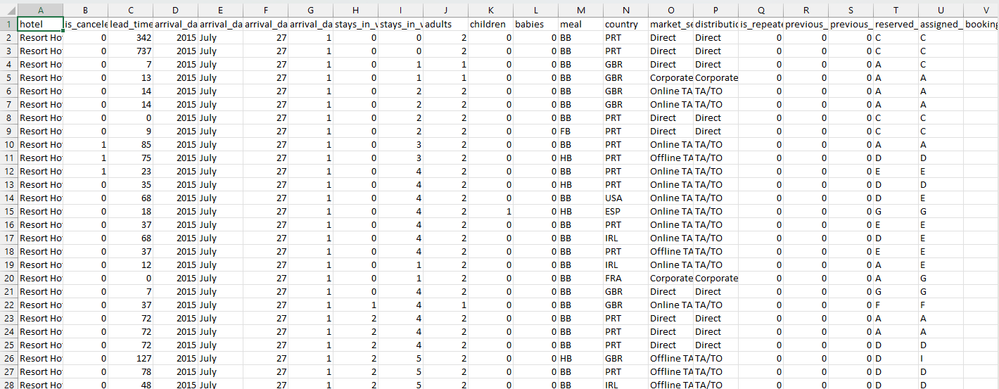 A B C D E F G H I J K L M N O P Q R S T U V
1 hotel is_cancele lead_time arrival_da arrival_da arrival_da arrival_da stays_in_v stays_in_v adults children babies meal country market_se distributic is_repeate previous_ previous_ reserved_ assigned_ booking
2 Resort Ho 0 342 2015 July 27 1 0 0 2 0 0 BB PRT Direct Direct 0 0 0 C C
3 Resort Ho 0 737 2015 July 27 1 0 0 2 0 0 BB PRT Direct Direct 0 0 0 C C
4 Resort Ho 0 7 2015 July 27 1 0 1 1 0 0 BB GBR Direct Direct 0 0 0 A C
5 Resort Ho 0 13 2015 July 27 1 0 1 1 0 0 BB GBR Corporate Corporate 0 0 0 A A
6 Resort Ho 0 14 2015 July 27 1 0 2 2 0 0 BB GBR Online TA TA/TO 0 0 0 A A
7 Resort Ho 0 14 2015 July 27 1 0 2 2 0 0 BB GBR Online TA TA/TO 0 0 0 A A
8 Resort Ho 0 0 2015 July 27 1 0 2 2 0 0 BB PRT Direct Direct 0 0 0 C C
9 Resort Ho 0 9 2015 July 27 1 0 2 2 0 0 FB PRT Direct Direct 0 0 0 C C
10 Resort Ho 1 85 2015 July 27 1 0 3 2 0 0 BB PRT Online TA TA/TO 0 0 0 A A
11 Resort Ho 1 75 2015 July 27 1 0 3 2 0 0 HB PRT Offline TA TA/TO 0 0 0 D D
12 Resort Ho 1 23 2015 July 27 1 0 4 2 0 0 BB PRT Online TA TA/TO 0 0 0 E E
13 Resort Ho 0 35 2015 July 27 1 0 4 2 0 0 HB PRT Online TA TA/TO 0 0 0 D D
14 Resort Ho 0 68 2015 July 27 1 0 4 2 0 0 BB USA Online TA TA/TO 0 0 0 D E
15 Resort Ho 0 18 2015 July 27 1 0 4 2 1 0 HB ESP Online TA TA/TO 0 0 0 G G
16 Resort Ho 0 37 2015 July 27 1 0 4 2 0 0 BB PRT Online TA TA/TO 0 0 0 E E
17 Resort Ho 0 68 2015 July 27 1 0 4 2 0 0 BB IRL Online TA TA/TO 0 0 0 D E
18 Resort Ho 0 37 2015 July 27 1 0 4 2 0 0 BB PRT Offline TA TA/TO 0 0 0 E E
19 Resort Ho 0 12 2015 July 27 1 0 1 2 0 0 BB IRL Online TA TA/TO 0 0 0 A E
20 Resort Ho 0 0 2015 July 27 1 0 1 2 0 0 BB FRA Corporate Corporate 0 0 0 A G
21 Resort Ho 0 7 2015 July 27 1 0 4 2 0 0 BB GBR Direct Direct 0 0 0 G G
22 Resort Ho 0 37 2015 July 27 1 1 4 1 0 0 BB GBR Online TA TA/TO 0 0 0 F F
23 Resort Ho 0 72 2015 July 27 1 2 4 2 0 0 BB PRT Direct Direct 0 0 0 A A
24 Resort Ho 0 72 2015 July 27 1 2 4 2 0 0 BB PRT Direct Direct 0 0 0 A A
25 Resort Ho 0 72 2015 July 27 1 2 4 2 0 0 BB PRT Direct Direct 0 0 0 D D
26 Resort Ho 0 127 2015 July 27 1 2 5 2 0 0 HB GBR Offline TA TA/TO 0 0 0 D I
27 Resort Ho 0 78 2015 July 27 1 2 5 2 0 0 BB PRT Offline TA TA/TO 0 0 0 D D
28 Resort Ho 0 48 2015 July 27 1 2 5 2 0 0 BB IRL Offline TA TA/TO 0 0 0 D D